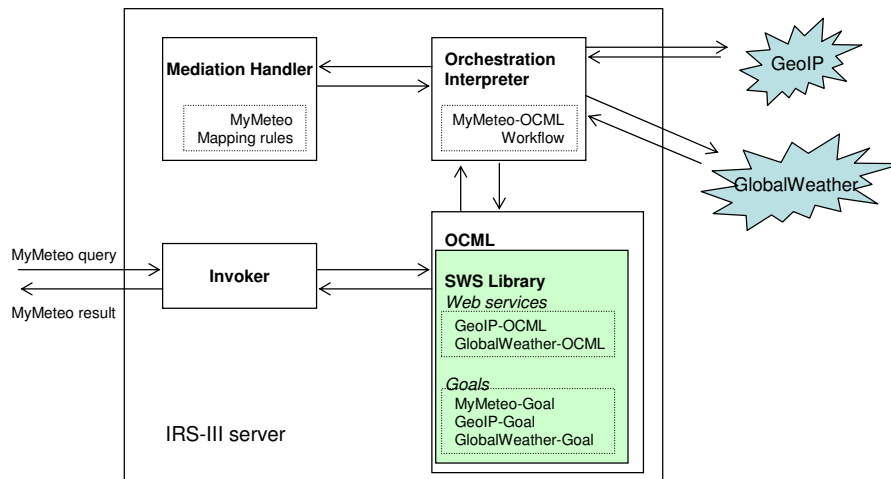 Mediation Handler
MyMeteo
Mapping rules
Orchestration
Interpreter
MyMeteo-OCML
Workflow
GeoIP
GlobalWeather
MyMeteo query
MyMeteo result
Invoker
OCML
SWS Library
Web services
GeoIP-OCML
GlobalWeather-OCML
Goals
MyMeteo-Goal
GeoIP-Goal
GlobalWeather-Goal
IRS-III server